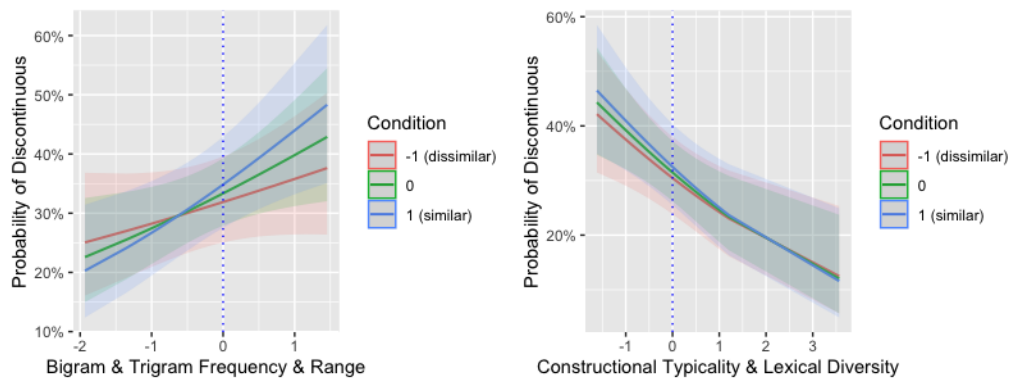 Probability of Discontinuous
60%
50%
40%
30%
20%
10%
-2
-1
0
1
Bigram & Trigram Frequency & Range
Condition
-1 (dissimilar)
0
1 (similar)
Probability of Discontinuous
60%
40%
20%
-1
0
1
2
3
Constructional Typicality & Lexical Diversity
Condition
-1 (dissimilar)
0
1 (similar)